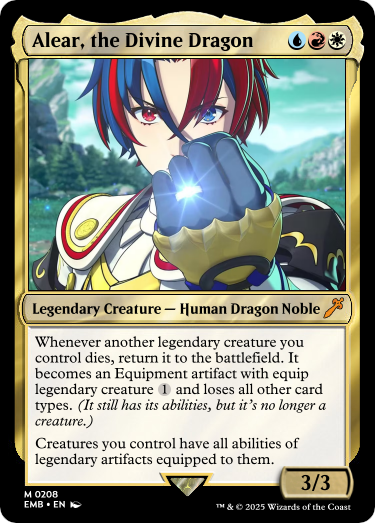 Alear, the Divine Dragon
Legendary Creature — Human Dragon Noble
Whenever another legendary creature you
control dies, return it to the battlefield. It
becomes an Equipment artifact with equip
legendary creature 1 and loses all other card
types. (It still has its abilities, but it's no longer a
creature.)
Creatures you control have all abilities of
legendary artifacts equipped to them.
3/3
M 0208
EMB • EN
™ & © 2025 Wizards of the Coast